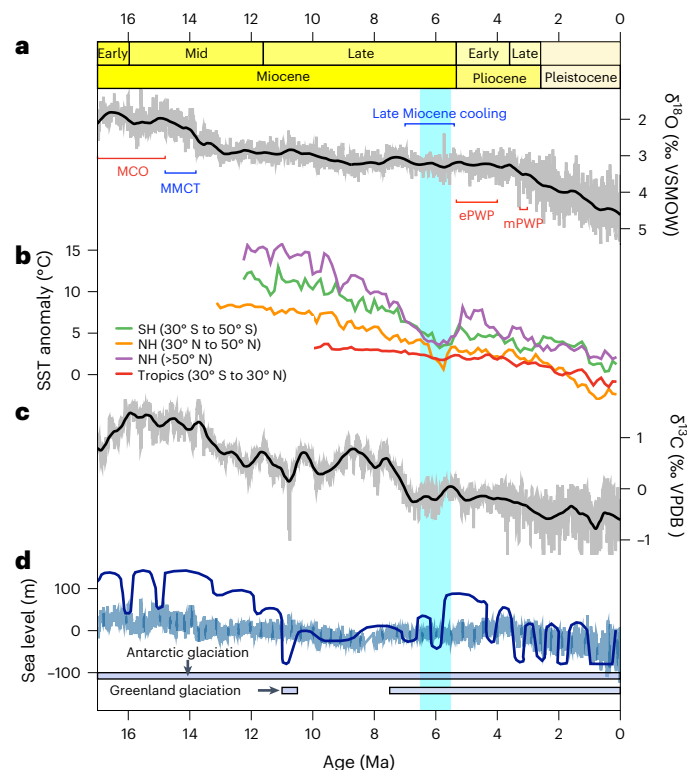 16 14 12 10 8 6 4 2 0
a
Early Mid Late Early Late
Miocene Pliocene Pleistocene
Late Miocene cooling
MCO
MMCT
ePWP
mPWP
2
3
4
5
δ18O (‰ VSMOW)
b
15
10
5
0
SST anomaly (°C)
SH (30° S to 50° S)
NH (30° N to 50° N)
NH (>50° N)
Tropics (30° S to 30° N)
c
1
0
−1
δ13C (‰ VPDB)
d
100
0
−100
Sea level (m)
Antarctic glaciation
Greenland glaciation
16 14 12 10 8 6 4 2 0
Age (Ma)